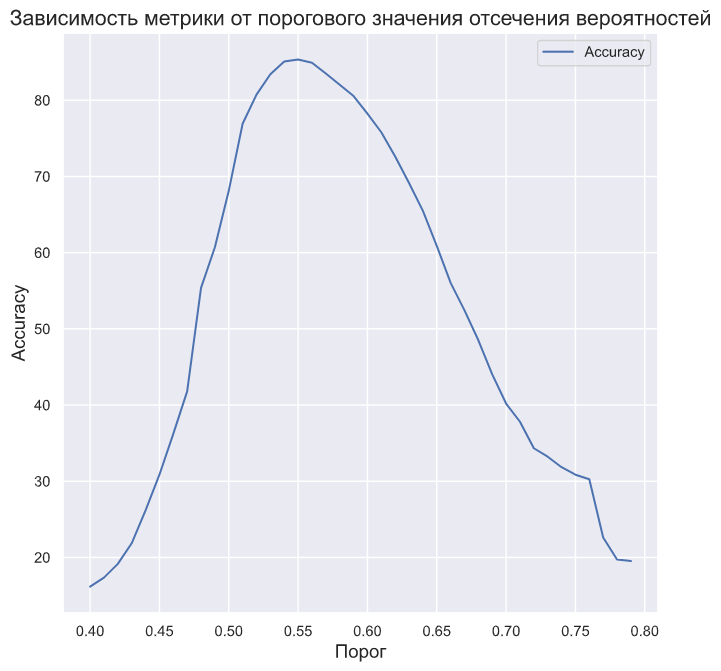 Зависимость метрики от порогового значения отсечения вероятностей
Accuracy
80
70
60
50
40
30
20
Accuracy
0.40 0.45 0.50 0.55 0.60 0.65 0.70 0.75 0.80
Порог